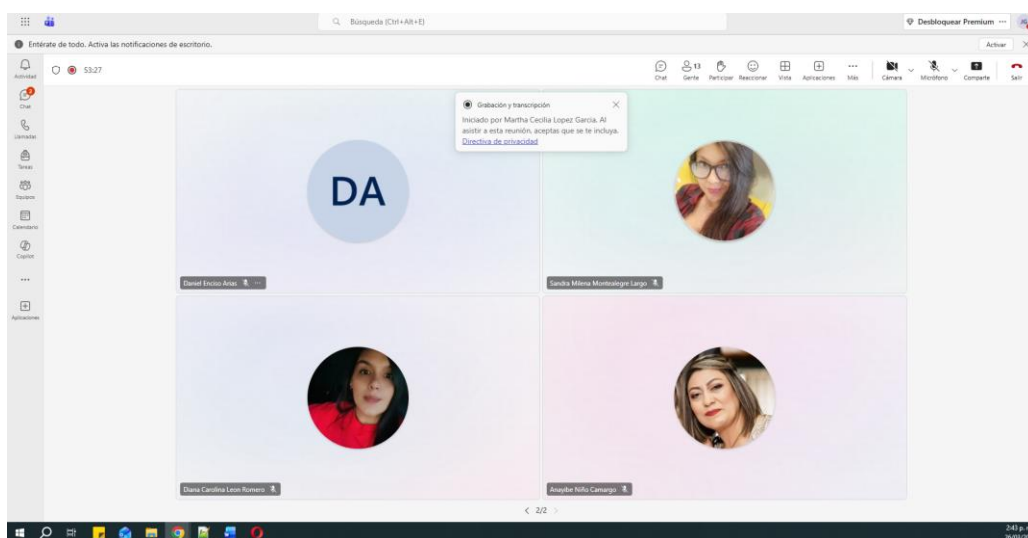 Búsqueda (Ctrl+Alt+E)
Desbloquear Premium ···
Entérate de todo. Activa las notificaciones de escritorio.
Activar
Actividad
53:27
Chat
13
Gente
Participar
Reaccionar
Vista
Aplicaciones
Más
Cámara
Micrófono
Comparte
Salir
Chat
Llamadas
Tareas
Equipos
Calendario
Copilot
Aplicaciones
Grabación y transcripción
Iniciado por Martha Cecilia Lopez Garcia. Al
asistir a esta reunión, aceptas que se te incluya.
Directiva de privacidad
DA
Daniel Enciso Arias
Sandra Milena Montealegre Largo
Diana Carolina Leon Romero
Anayibe Niño Camargo
2/2
2:43 p.